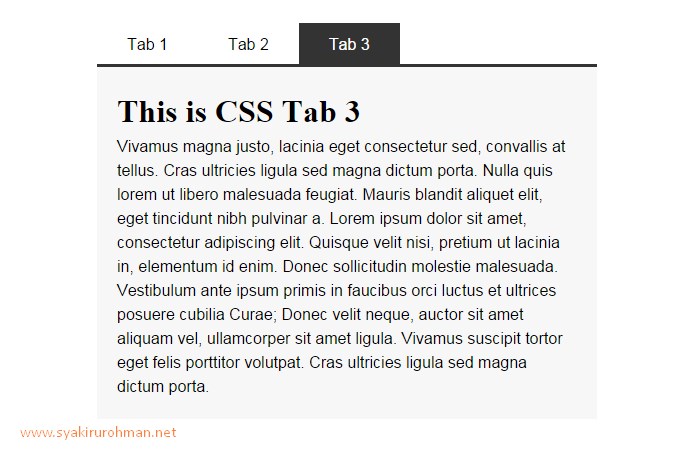 Tab 1 Tab 2 Tab 3
This is CSS Tab 3
Vivamus magna justo, lacinia eget consectetur sed, convallis at
tellus. Cras ultricies ligula sed magna dictum porta. Nulla quis
lorem ut libero malesuada feugiat. Mauris blandit aliquet elit,
eget tincidunt nibh pulvinar a. Lorem ipsum dolor sit amet,
consectetur adipiscing elit. Quisque velit nisi, pretium ut lacinia
in, elementum id enim. Donec sollicitudin molestie malesuada.
Vestibulum ante ipsum primis in faucibus orci luctus et ultrices
posuere cubilia Curae; Donec velit neque, auctor sit amet
aliquam vel, ullamcorper sit amet ligula. Vivamus suscipit tortor
eget felis porttitor volutpat. Cras ultricies ligula sed magna
dictum porta.
www.syakirurohman.net